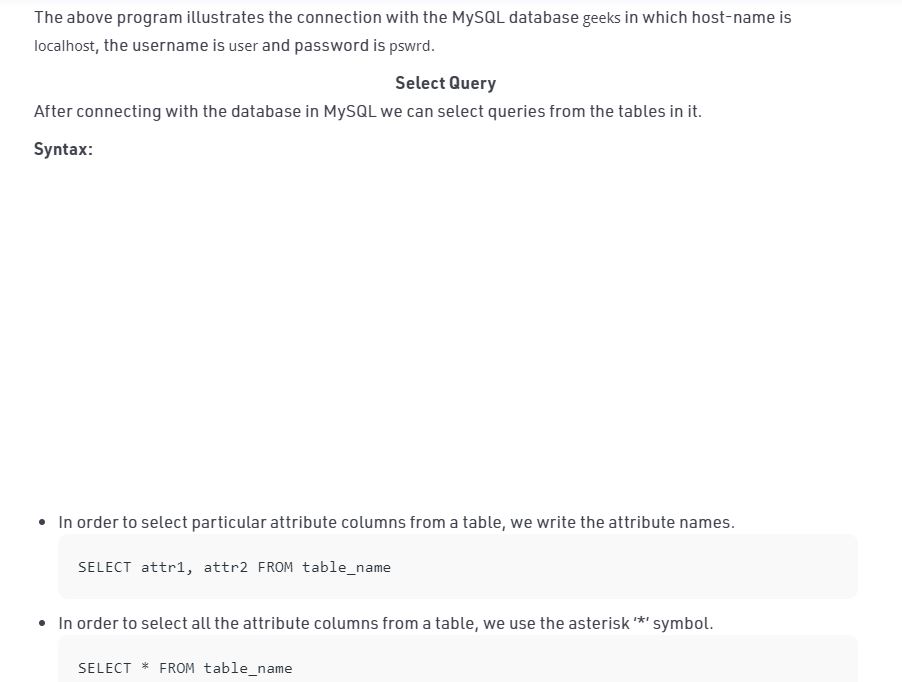 The above program illustrates the connection with the MySQL database geeks in which host-name is
localhost, the username is user and password is pswrd.
Select Query
After connecting with the database in MySQL we can select queries from the tables in it.
Syntax:
• In order to select particular attribute columns from a table, we write the attribute names.
SELECT attr1, attr2 FROM table_name
• In order to select all the attribute columns from a table, we use the asterisk ‘*’ symbol.
SELECT * FROM table_name